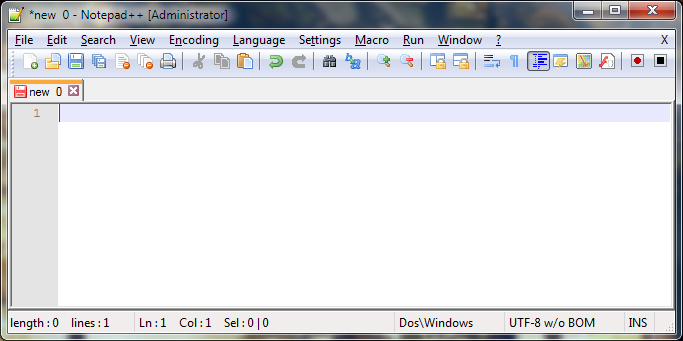 *new  0 - Notepad++ [Administrator]
File Edit Search View Encoding Language Settings Macro Run Window ? X
new  0
1
length : 0 lines : 1 Ln : 1 Col : 1 Sel : 0 | 0 Dos\Windows UTF-8 w/o BOM INS